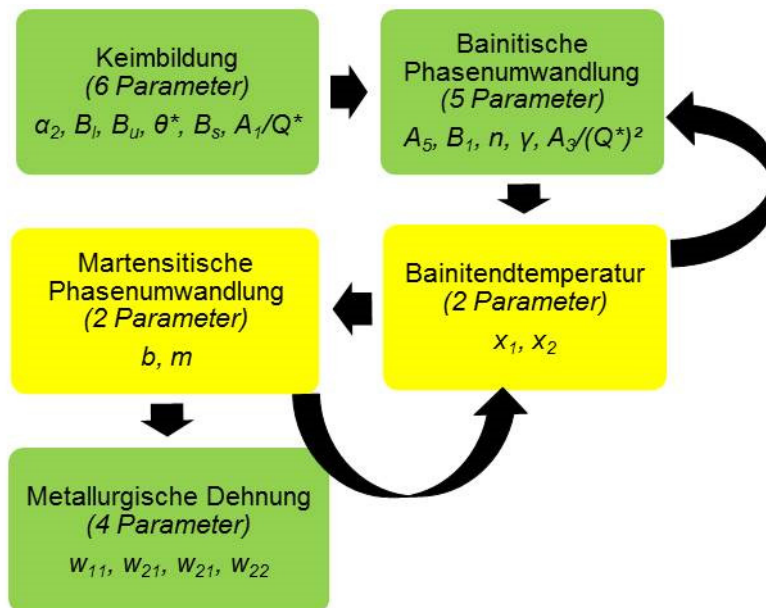 Keimbildung
(6 Parameter)
α₂, Bₗ, Bᵤ, θ*, Bₛ, A₁/Q*
Bainitische
Phasenumwandlung
(5 Parameter)
A₅, B₁, n, γ, A₃/(Q*)²
Martensitische
Phasenumwandlung
(2 Parameter)
b, m
Bainitendtemperatur
(2 Parameter)
x₁, x₂
Metallurgische Dehnung
(4 Parameter)
w₁₁, w₂₁, w₂₁, w₂₂